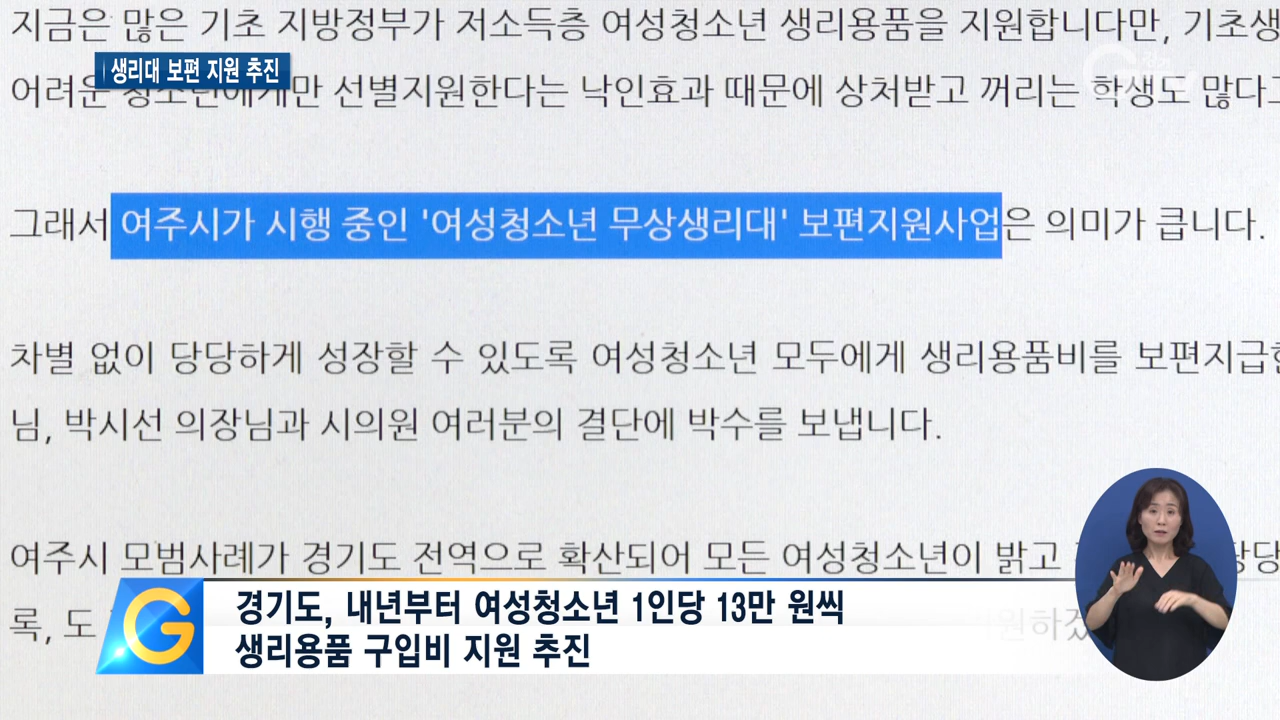 지금은 많은 기초 지방정부가 저소득층 여성청소년 생리용품을 지원합니다만, 기초생
생리대 보편 지원 추진
어려운 청소년에게만 선별지원한다는 낙인효과 때문에 상처받고 꺼리는 학생도 많다고
그래서 여주시가 시행 중인 '여성청소년 무상생리대' 보편지원사업은 의미가 큽니다.
차별 없이 당당하게 성장할 수 있도록 여성청소년 모두에게 생리용품비를 보편지급한
님, 박시선 의장님과 시의원 여러분의 결단에 박수를 보냅니다.
여주시 모범사례가 경기도 전역으로 확산되어 모든 여성청소년이 밝고
록, 도
G 경기도, 내년부터 여성청소년 1인당 13만 원씩
생리용품 구입비 지원 추진